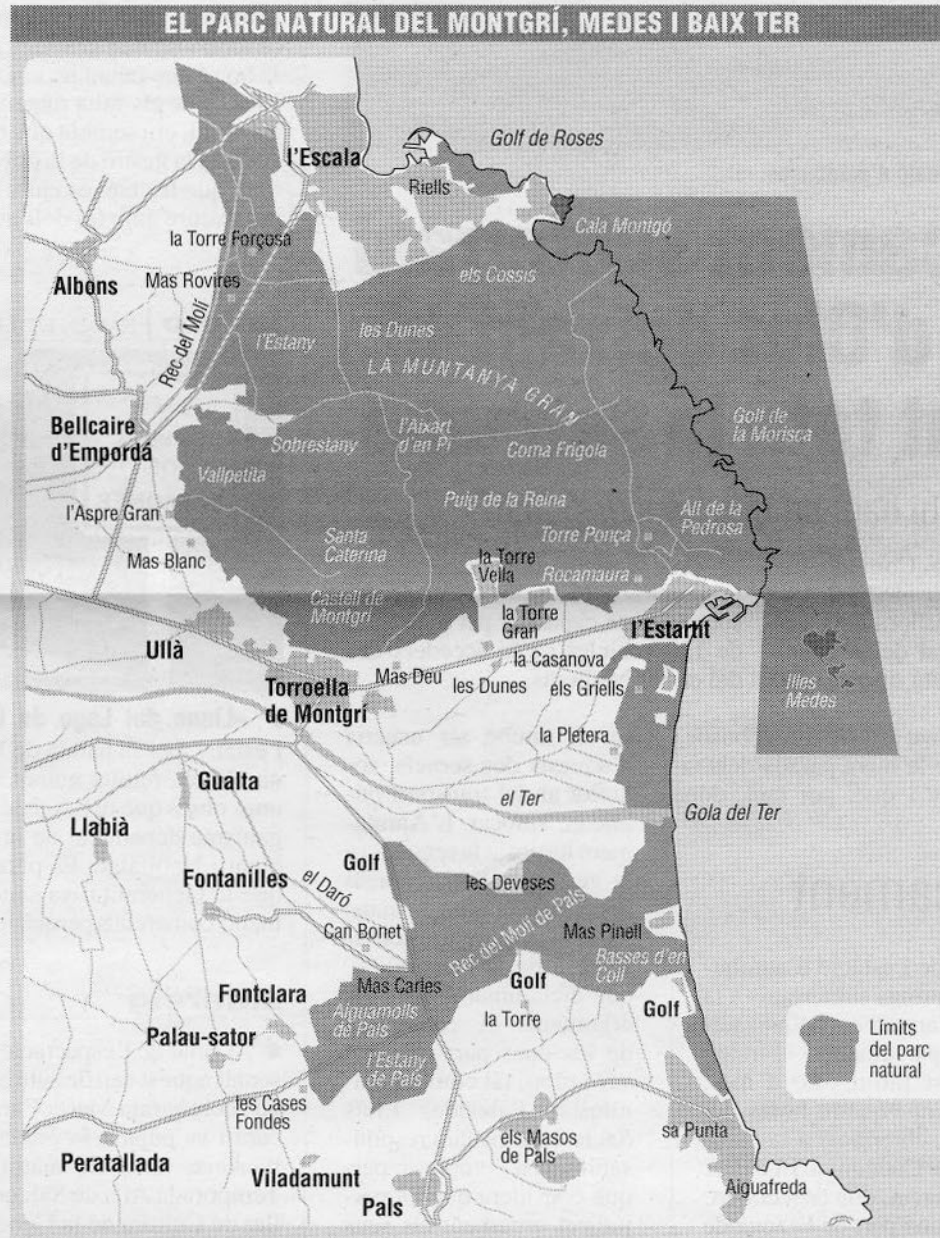 EL PARC NATURAL DEL MONTGRÍ, MEDES I BAIX TER
Golf de Roses
l'Escala
Riells
Cala Montgó
la Torre Forçosa
els Cossis
Albons
Mas Rovires
Rec del Molí
l'Estany
les Dunes
LA MUNTANYA GRAN
Golf de
la Morisca
Bellcaire
d'Empordá
l'Aixart
d'en Pi
Sobrestany
Coma Frigola
Vallpetita
Puig de la Reina
Alt de la
Pedrosa
l'Aspre Gran
Santa
Caterina
Torre Ponça
Mas Blanc
la Torre
Vella
Rocamaura
Castell de
Montgrí
la Torre
Gran
l'Estartit
Ullà
Mas Deu
la Casanova
les Dunes
els Griells
Illes
Medes
Torroella
de Montgrí
la Pletera
Gualta
el Ter
Gola del Ter
Llabià
Golf
les Deveses
Fontanilles
el Daró
Can Bonet
Rec del Molí de Pals
Mas Pinell
Basses d'en
Coll
Mas Carles
Golf
Golf
Fontclara
Aiguamolls
de Pals
la Torre
Palau-sator
l'Estany
de Pals
Límits
del parc
natural
les Cases
Fondes
sa Punta
els Masos
de Pals
Peratallada
Viladamunt
Pals
Aiguafreda